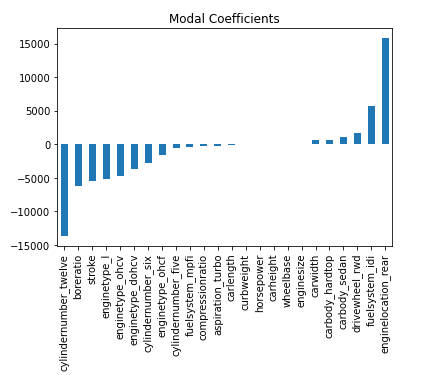 Modal Coefficients
15000
10000
5000
0
−5000
−10000
−15000
cylindernumber_twelve
boreratio
stroke
enginetype_l
enginetype_ohcv
enginetype_dohcv
cylindernumber_six
enginetype_ohcf
cylindernumber_five
fuelsystem_mpfi
compressionratio
aspiration_turbo
carlength
curbweight
horsepower
carheight
wheelbase
enginesize
carwidth
carbody_hardtop
carbody_sedan
drivewheel_rwd
fuelsystem_idi
enginelocation_rear